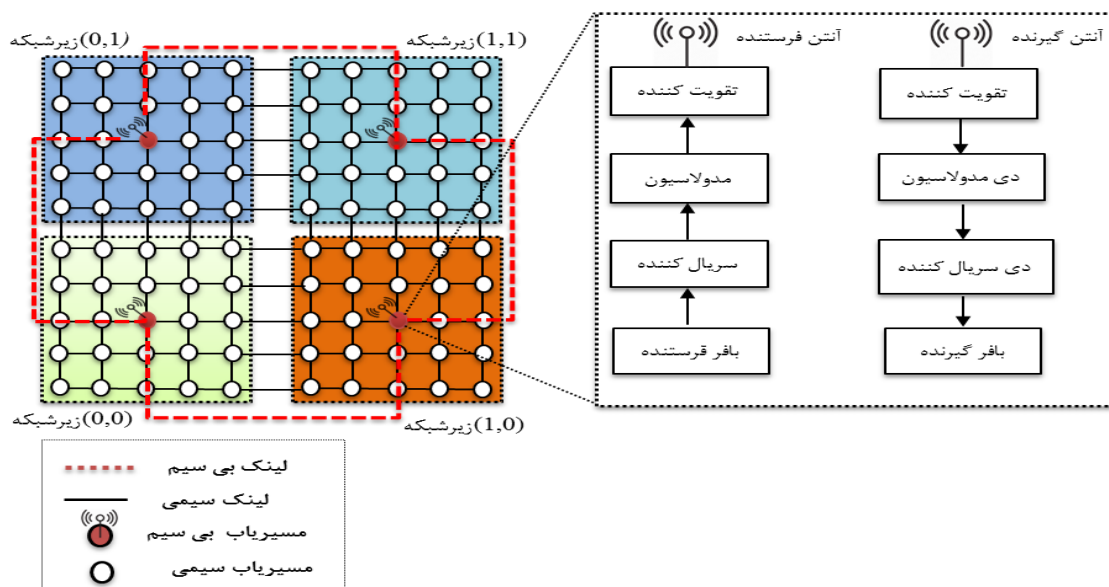 زیرشبکه(0,1)
زیرشبکه(1,1)
زیرشبکه(0,0)
زیرشبکه(1,0)
لینک بی سیم
لینک سیمی
مسیریاب بی سیم
مسیریاب سیمی
آنتن فرستنده
تقویت کننده
مدولاسیون
سریال کننده
بافر قرستنده
آنتن گیرنده
تقویت کننده
دی مدولاسیون
دی سریال کننده
بافر گیرنده